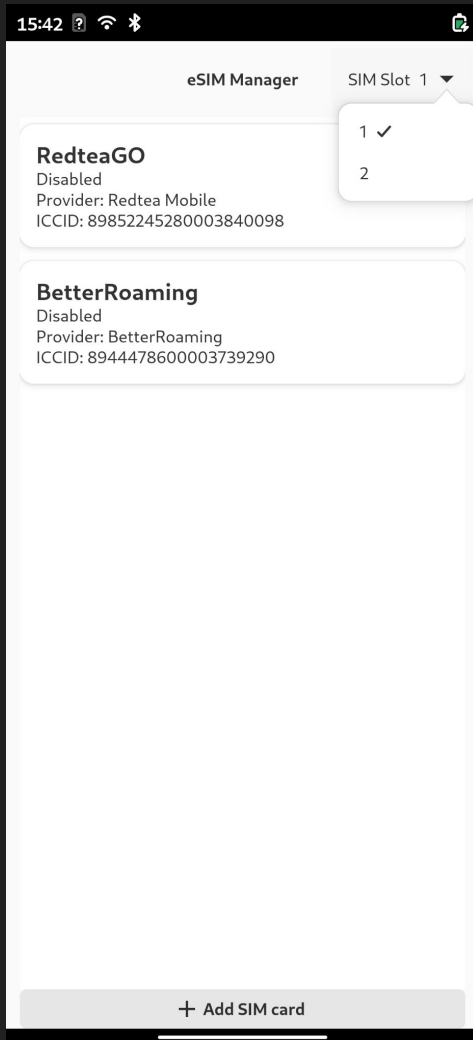 15:42
eSIM Manager
SIM Slot 1
1
2
RedteaGO
Disabled
Provider: Redtea Mobile
ICCID: 89852245280003840098
BetterRoaming
Disabled
Provider: BetterRoaming
ICCID: 8944478600003739290
+ Add SIM card